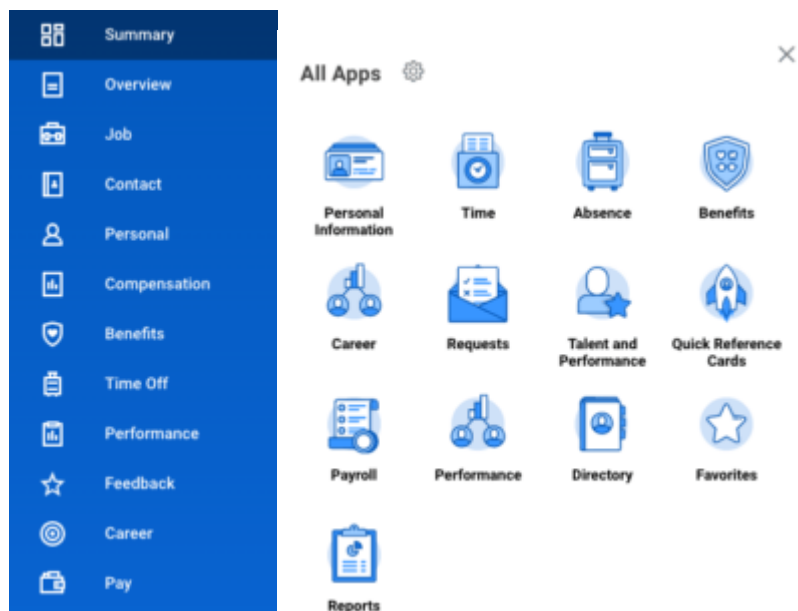 Summary
Overview
Job
Contact
Personal
Compensation
Benefits
Time Off
Performance
Feedback
Career
Pay
All Apps
Personal
Information
Time
Absence
Benefits
Career
Requests
Talent and
Performance
Quick Reference
Cards
Payroll
Performance
Directory
Favorites
Reports